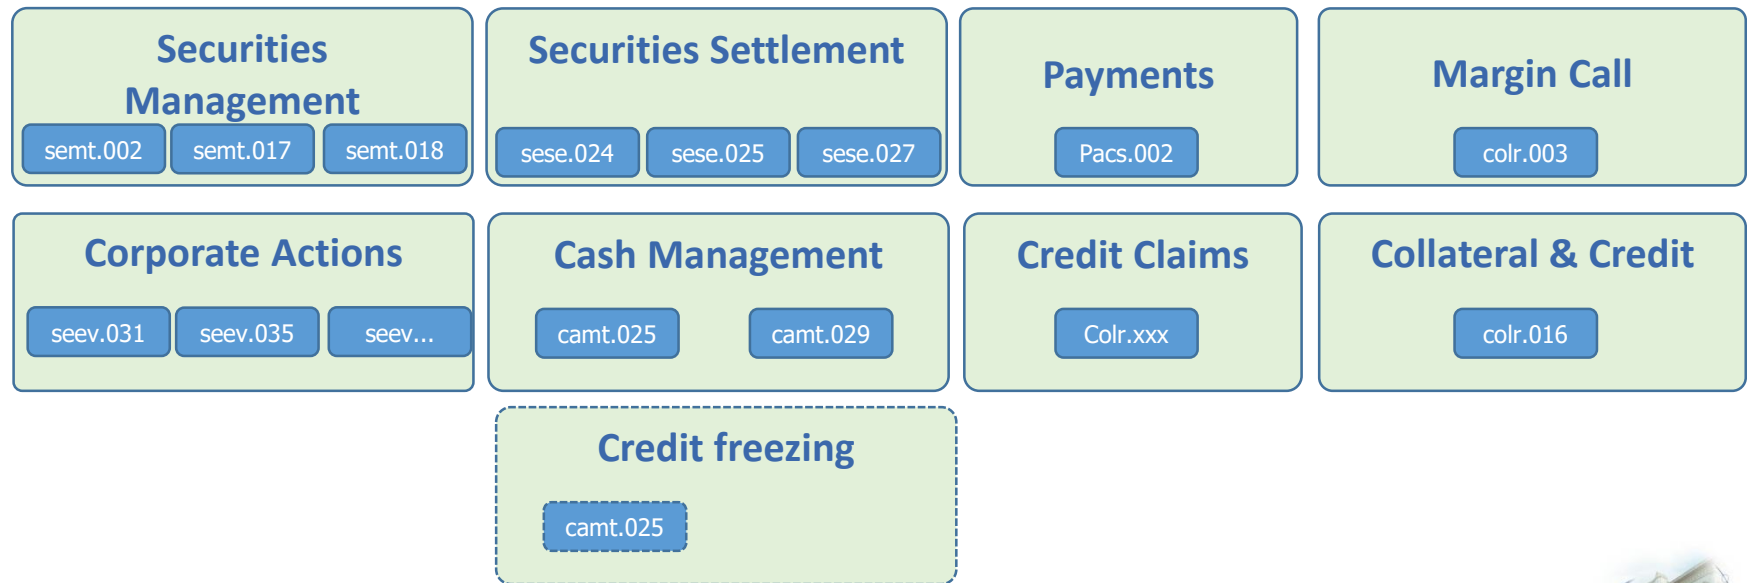 Securities
Management
semt.002 semt.017 semt.018
Securities Settlement
sese.024 sese.025 sese.027
Payments
Pacs.002
Margin Call
colr.003
Corporate Actions
seev.031 seev.035 seev...
Cash Management
camt.025 camt.029
Credit Claims
Colr.xxx
Collateral & Credit
colr.016
Credit freezing
camt.025